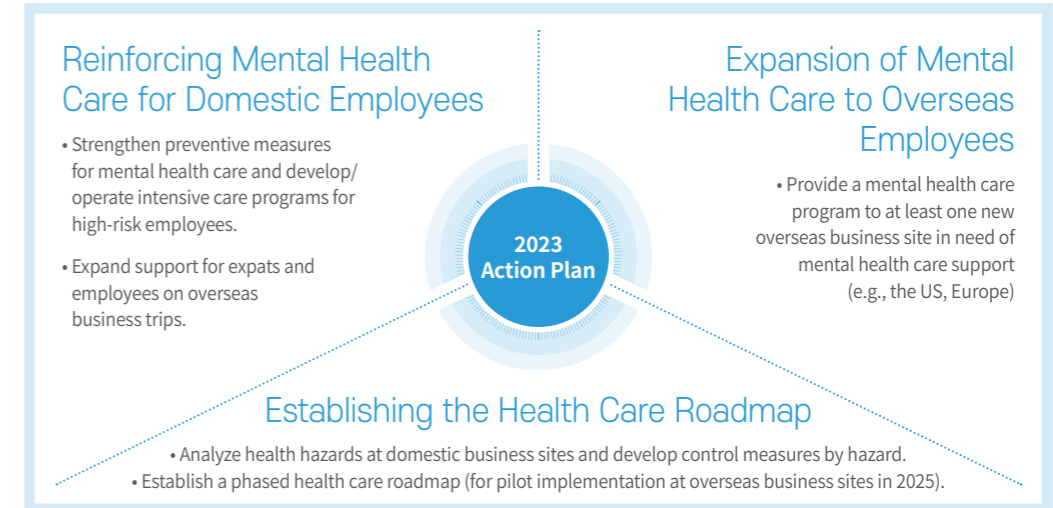 Reinforcing Mental Health
Care for Domestic Employees
• Strengthen preventive measures
for mental health care and develop/
operate intensive care programs for
high-risk employees.
• Expand support for expats and
employees on overseas
business trips.
Expansion of Mental
Health Care to Overseas
Employees
• Provide a mental health care
program to at least one new
overseas business site in need of
mental health care support
(e.g., the US, Europe)
2023
Action Plan
Establishing the Health Care Roadmap
• Analyze health hazards at domestic business sites and develop control measures by hazard.
• Establish a phased health care roadmap (for pilot implementation at overseas business sites in 2025).